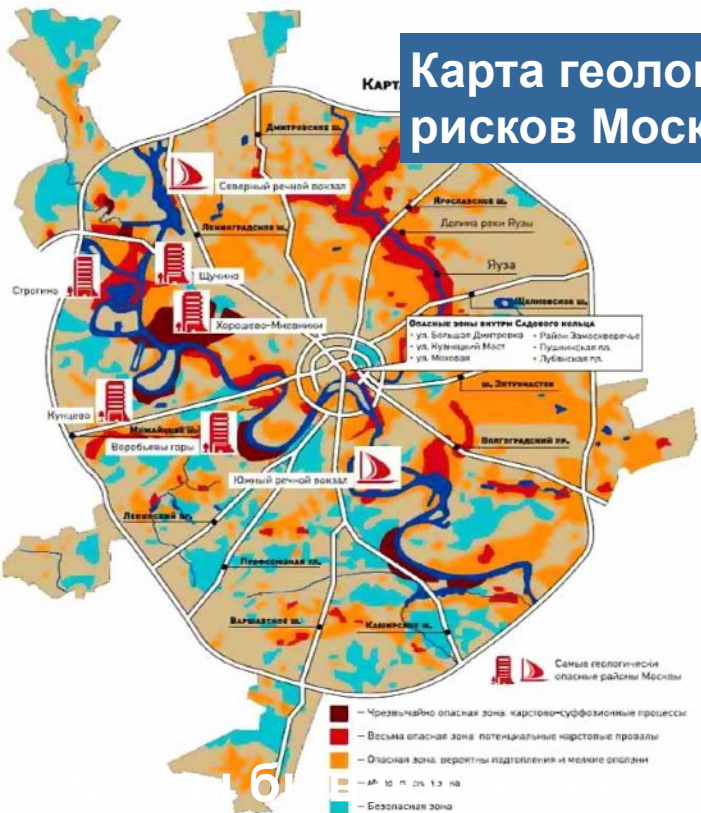 КАРТ
Карта геоло
рисков Моск
Дмитровское ш.
Северный речной вокзал
Ярославское ш.
Ленинградское ш.
Долина реки Яузы
Яуза
Щукино
Строгино
Щелковское ш.
Хорошево-Мневники
Опасные зоны внутри Садового кольца
• ул. Большая Дмитровка • Район Замоскворечье
• ул. Кузнецкий Мост • Пушкинская пл.
• ул. Моховая • Лубянская пл.
ш. Энтузиастов
Кунцево
Можайское ш.
Воробьевы горы
Волгоградский пр.
Южный речной вокзал
Ленинский пр.
Профсоюзная ул.
Варшавское ш.
Каширское ш.
Самые геологически
опасные районы Москвы
– Чрезвычайно опасная зона: карстово-суффозионные процессы
– Весьма опасная зона: потенциальные карстовые провалы
– Опасная зона: вероятны подтопления и мелкие оползни
– Безопасная зона